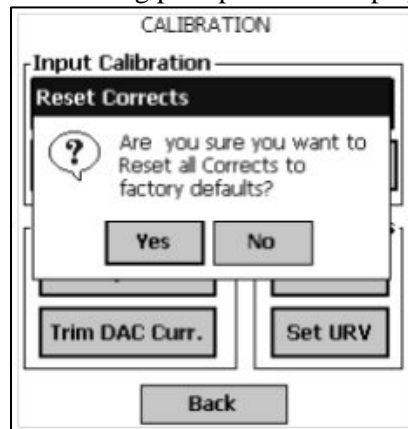 CALIBRATION
Input Calibration
Reset Corrects
?
Are you sure you want to
Reset all Corrects to
factory defaults?
Yes No
Trim DAC Curr. Set URV
Back